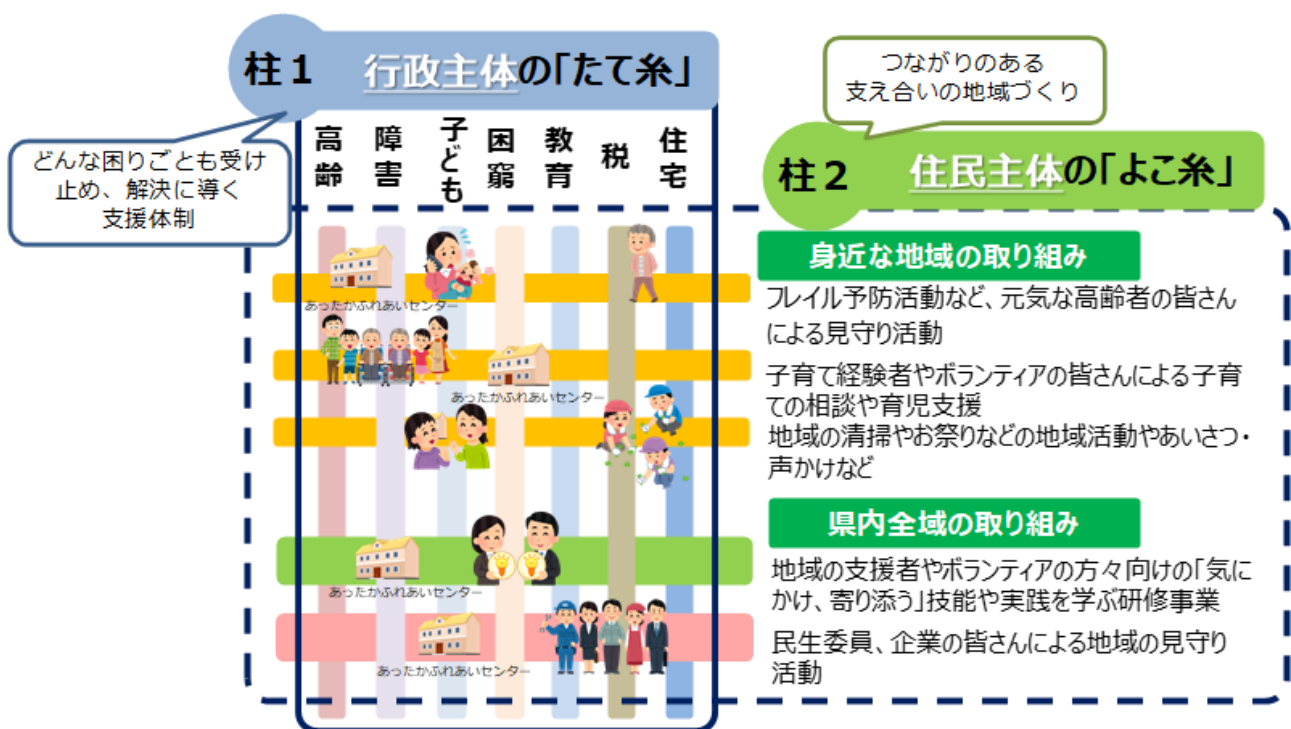 柱１　行政主体の「たて糸」
どんな困りごとも受け
止め、解決に導く
支援体制
高齢
障害
子ども
困窮
教育
税
住宅
つながりのある
支え合いの地域づくり
柱２　住民主体の「よこ糸」
あったかふれあいセンター
あったかふれあいセンター
あったかふれあいセンター
あったかふれあいセンター
身近な地域の取り組み
フレイル予防活動など、元気な高齢者の皆さん
による見守り活動
子育て経験者やボランティアの皆さんによる子育
ての相談や育児支援
地域の清掃やお祭りなどの地域活動やあいさつ・
声かけなど
県内全域の取り組み
地域の支援者やボランティアの方々向けの「気に
かけ、寄り添う」技能や実践を学ぶ研修事業
民生委員、企業の皆さんによる地域の見守り
活動